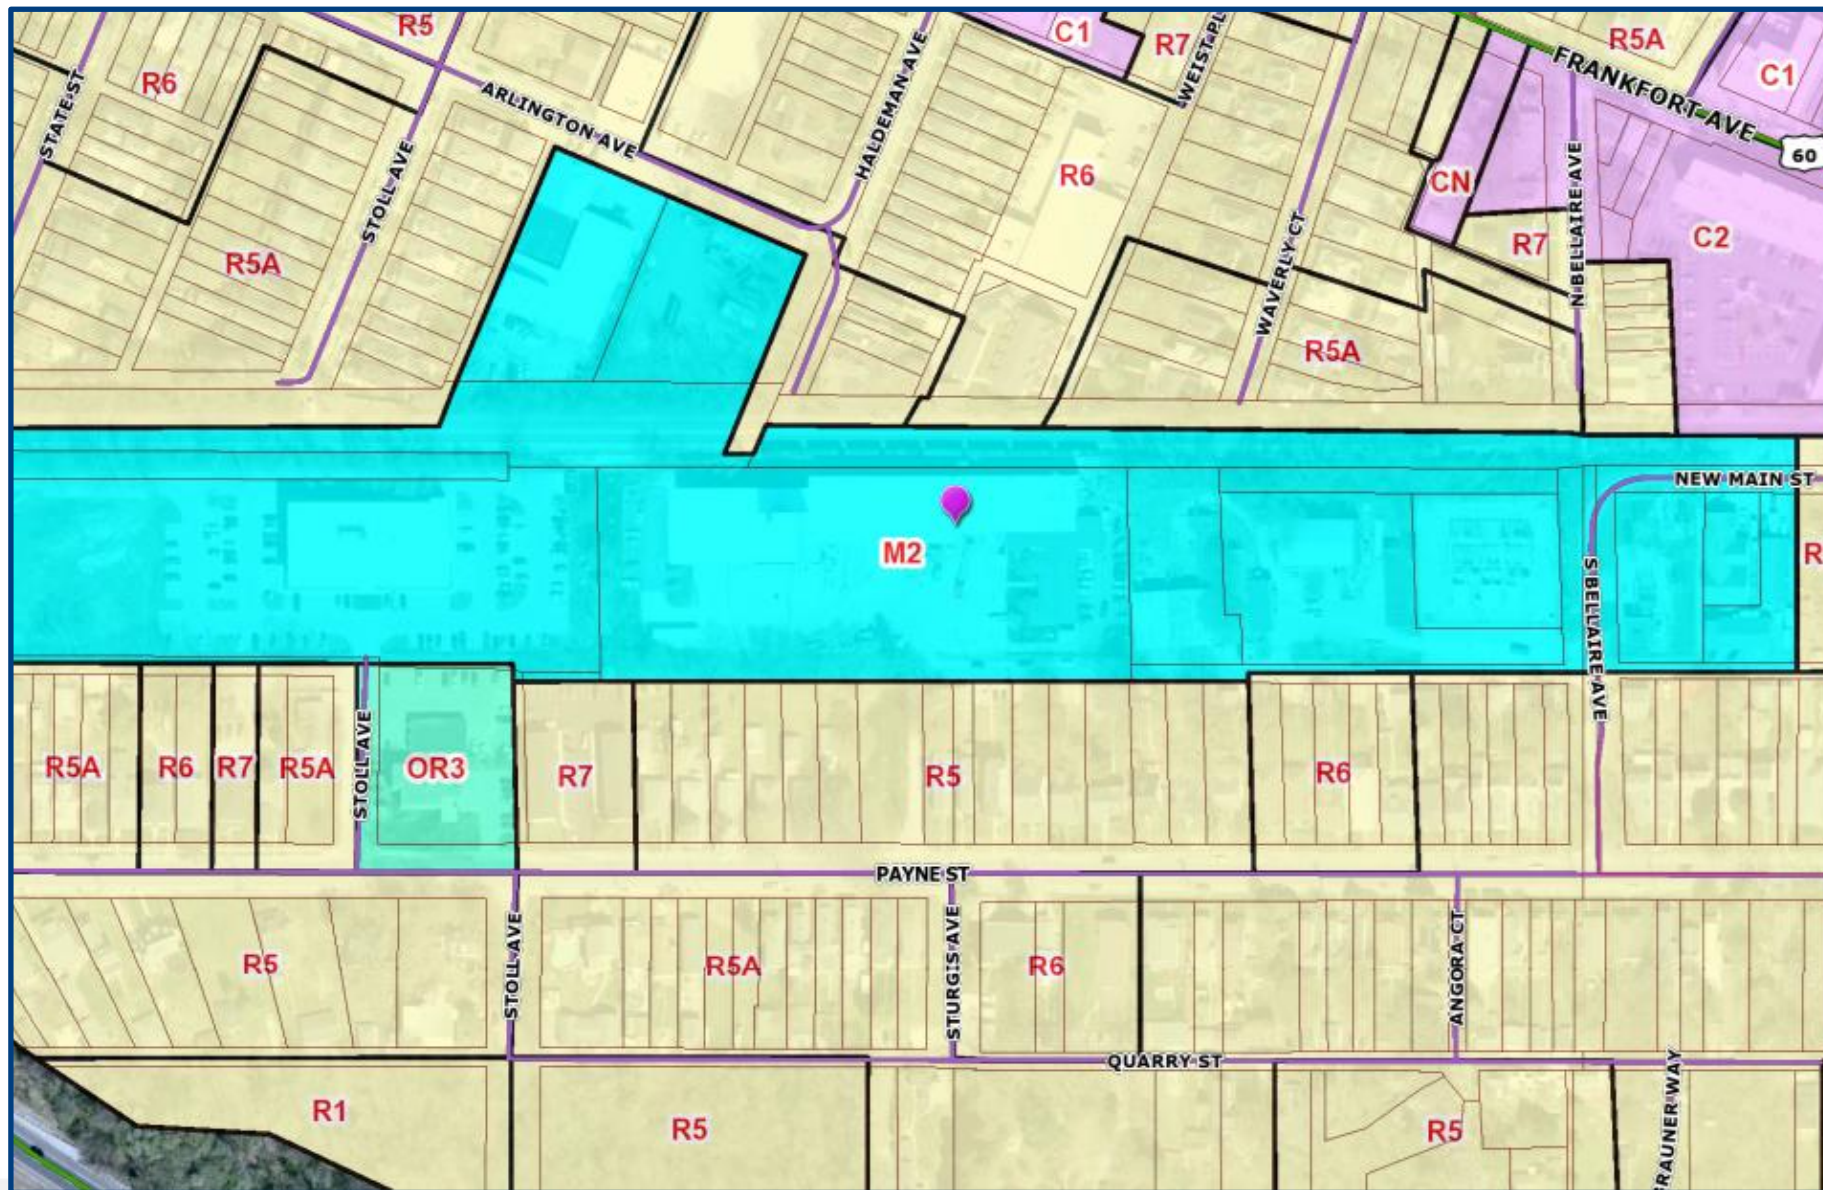 R5
C1
R7
R5A
C1
R6
STATE ST
STOLL AVE
ARLINGTON AVE
HALDEMAN AVE
WEIST PL
FRANKFORT AVE
60
R6
CN
N BELLAIRE AVE
R7
C2
R5A
WAVERLY CT
R5A
NEW MAIN ST
M2
R
S BELLAIRE AVE
R5A
R6
R7
R5A
STOLL AVE
OR3
R7
R5
R6
PAYNE ST
R5
STOLL AVE
R5A
STURGIS AVE
R6
ANGORA CT
QUARRY ST
R1
R5
R5
BRAUNER WAY